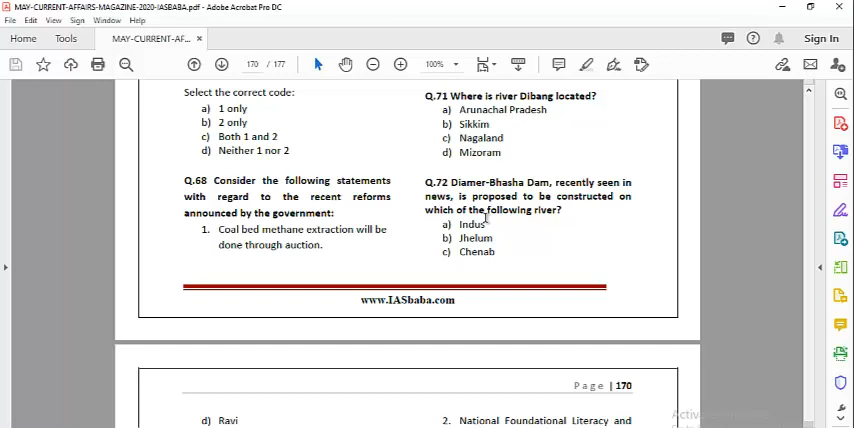 MAY-CURRENT-AFFAIRS-MAGAZINE-2020-IASBABA.pdf - Adobe Acrobat Pro DC
File Edit View Sign Window Help
Home Tools MAY-CURRENT-AF... × Sign In
170 / 177 100%
Select the correct code:
a) 1 only
b) 2 only
c) Both 1 and 2
d) Neither 1 nor 2
Q.68 Consider the following statements
with regard to the recent reforms
announced by the government:
1. Coal bed methane extraction will be
done through auction.
Q.71 Where is river Dibang located?
a) Arunachal Pradesh
b) Sikkim
c) Nagaland
d) Mizoram
Q.72 Diamer-Bhasha Dam, recently seen in
news, is proposed to be constructed on
which of the following river?
a) Indus
b) Jhelum
c) Chenab
www.IASbaba.com
Page | 170
d) Ravi
2. National Foundational Literacy and